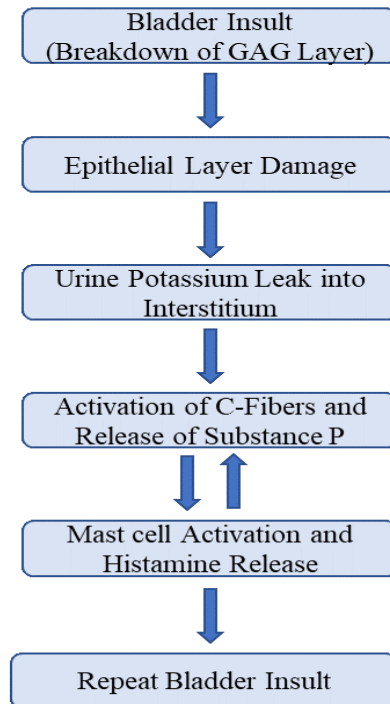 Bladder Insult
(Breakdown of GAG Layer)
Epithelial Layer Damage
Urine Potassium Leak into
Interstitium
Activation of C-Fibers and
Release of Substance P
Mast cell Activation and
Histamine Release
Repeat Bladder Insult